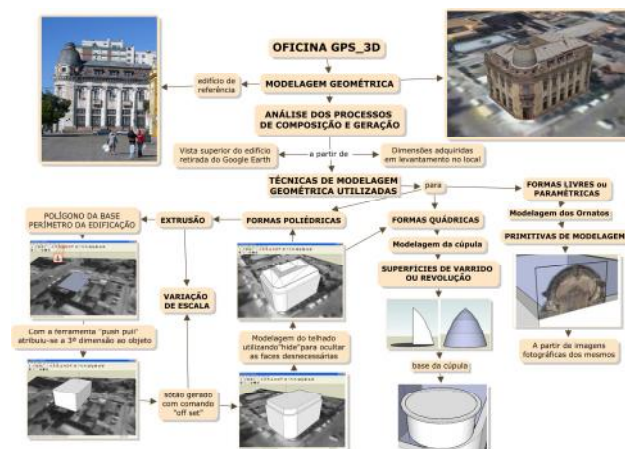 OFICINA GPS_3D
edifício de
referência
MODELAGEM GEOMÉTRICA
ANÁLISE DOS PROCESSOS
DE COMPOSIÇÃO E GERAÇÃO
Vista superior do edifício
retirada do Google Earth
a partir de
Dimensões adquiridas
em levantamento no local
TÉCNICAS DE MODELAGEM
GEOMÉTRICA UTILIZADAS
para
FORMAS LIVRES ou
PARAMÉTRICAS
POLÍGONO DA BASE
PERÍMETRO DA EDIFICAÇÃO
EXTRUSÃO
FORMAS POLIÉDRICAS
FORMAS QUÁDRICAS
Modelagem dos Ornatos
Modelagem da cúpula
PRIMITIVAS DE MODELAGEM
SUPERFÍCIES DE VARRIDO
OU REVOLUÇÃO
VARIAÇÃO
DE ESCALA
Com a ferramenta "push pull"
atribuiu-se a 3ª dimensão ao objeto
Modelagem do telhado
utilizando"hide"para ocultar
as faces desnecessárias
A partir de imagens
fotográficas dos mesmos
base da cúpula
sótão gerado
com comando
"off set"